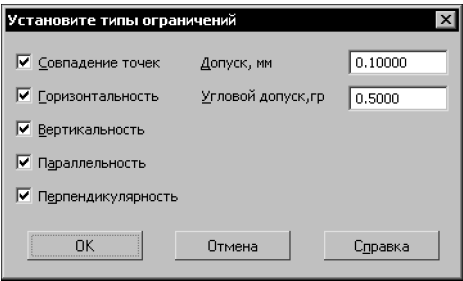 Установите типы ограничений
Совпадение точек Допуск, мм 0.10000
Горизонтальность Угловой допуск,гр 0.5000
Вертикальность
Параллельность
Перпендикулярность
OK Отмена Справка